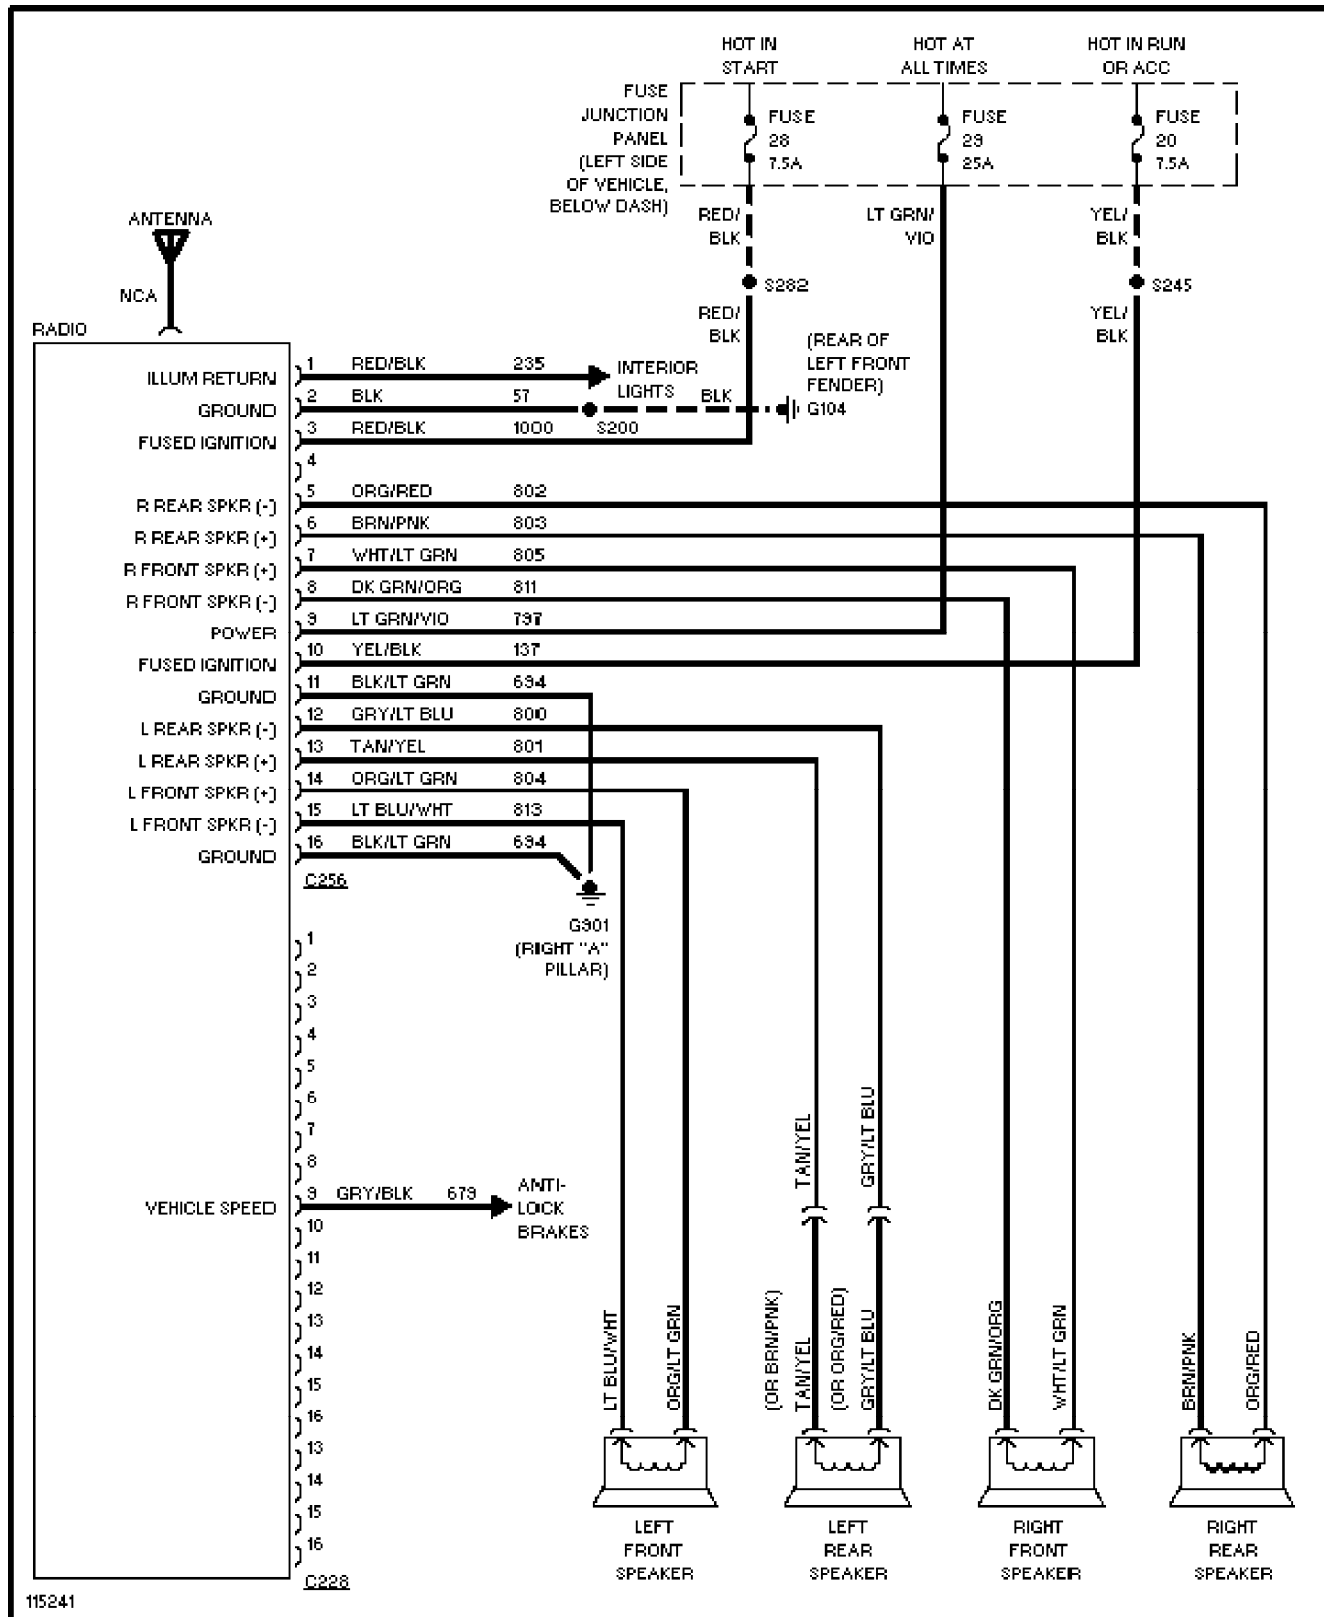 HOT IN
START
HOT AT
ALL TIMES
HOT IN RUN
OR ACC
FUSE
JUNCTION
PANEL
(LEFT SIDE
OF VEHICLE,
BELOW DASH)
FUSE
28
7.5A
FUSE
29
25A
FUSE
20
7.5A
RED/
BLK
LT GRN/
VIO
YEL/
BLK
S282
S245
RED/
BLK
YEL/
BLK
ANTENNA
NCA
RADIO
(REAR OF
LEFT FRONT
FENDER)
G104
ILLUM RETURN 1 RED/BLK 235
INTERIOR
LIGHTS
GROUND 2 BLK 57
S200
BLK
FUSED IGNITION 3 RED/BLK 1000
4
R REAR SPKR (-) 5 ORG/RED 802
R REAR SPKR (+) 6 BRN/PNK 803
R FRONT SPKR (+) 7 WHT/LT GRN 805
R FRONT SPKR (-) 8 DK GRN/ORG 811
POWER 9 LT GRN/VIO 797
FUSED IGNITION 10 YEL/BLK 137
GROUND 11 BLK/LT GRN 694
L REAR SPKR (-) 12 GRY/LT BLU 800
L REAR SPKR (+) 13 TAN/YEL 801
L FRONT SPKR (+) 14 ORG/LT GRN 804
L FRONT SPKR (-) 15 LT BLU/WHT 813
GROUND 16 BLK/LT GRN 694
C256
G901
(RIGHT "A"
PILLAR)
1
2
3
4
5
6
7
8
VEHICLE SPEED 9 GRY/BLK 679
ANTI-
LOCK
BRAKES
10
11
12
13
14
15
16
13
14
15
16
C228
TAN/YEL
GRY/LT BLU
LT BLU/WHT
ORG/LT GRN
(OR BRN/PNK)
TAN/YEL
(OR ORG/RED)
GRY/LT BLU
DK GRN/ORG
WHT/LT GRN
BRN/PNK
ORG/RED
LEFT
FRONT
SPEAKER
LEFT
REAR
SPEAKER
RIGHT
FRONT
SPEAKER
RIGHT
REAR
SPEAKER
115241